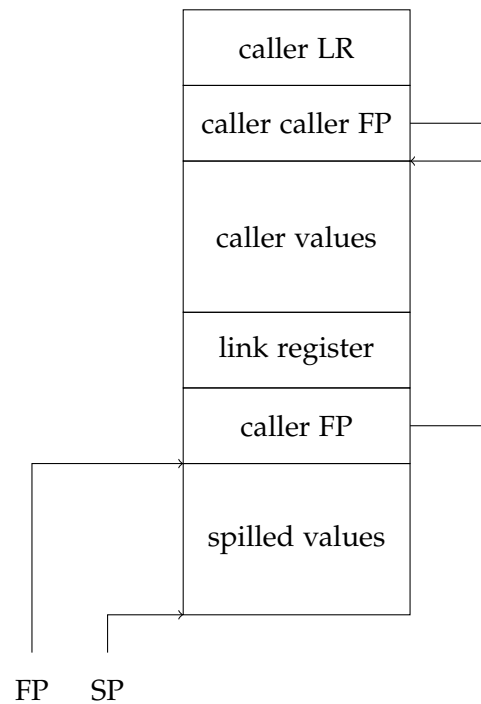 caller LR
caller caller FP
caller values
link register
caller FP
spilled values
FP SP